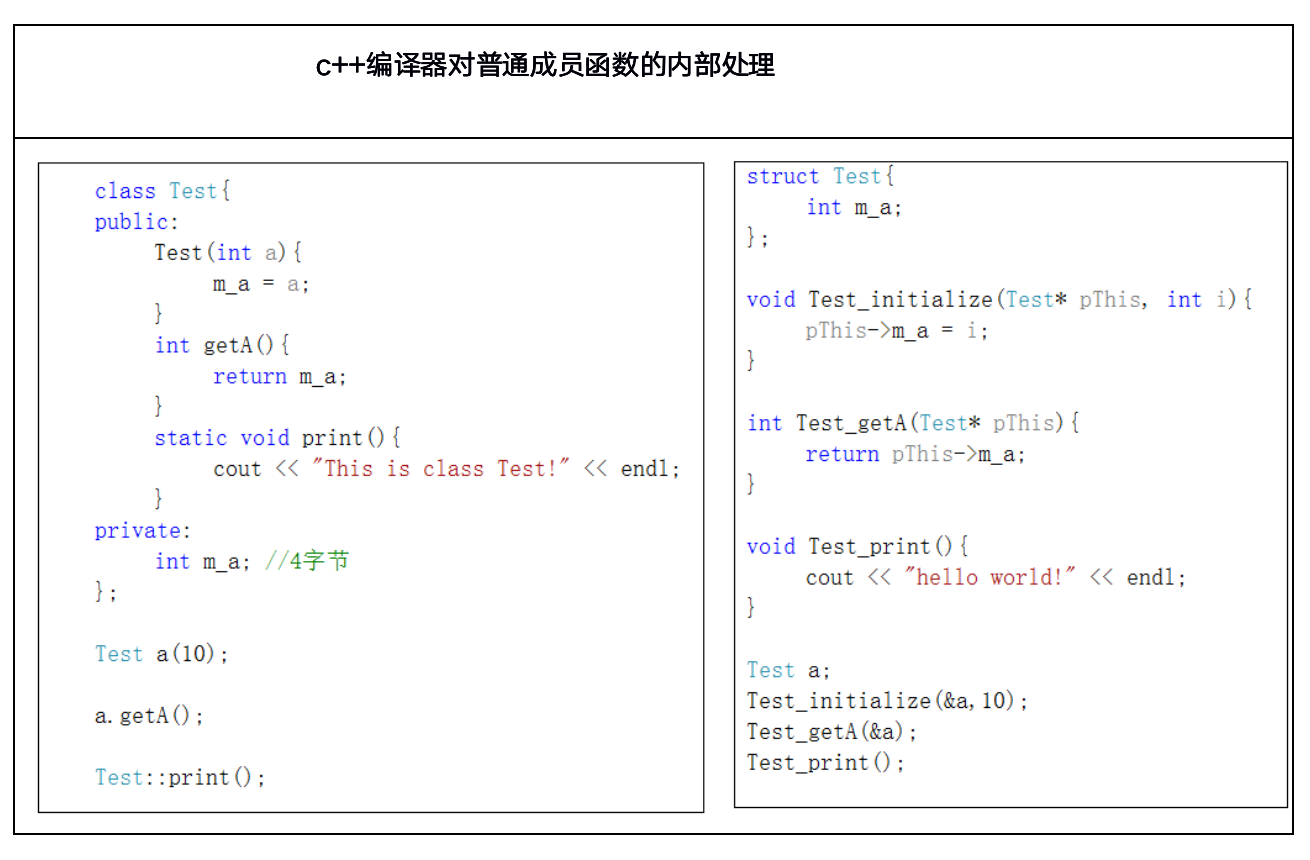 c++编译器对普通成员函数的内部处理
class Test{
public:
Test(int a){
m_a = a;
}
int getA(){
return m_a;
}
static void print(){
cout << "This is class Test!" << endl;
}
private:
int m_a; //4字节
};
Test a(10);
a.getA();
Test::print();
struct Test{
int m_a;
};
void Test_initialize(Test* pThis, int i){
pThis->m_a = i;
}
int Test_getA(Test* pThis){
return pThis->m_a;
}
void Test_print(){
cout << "hello world!" << endl;
}
Test a;
Test_initialize(&a,10);
Test_getA(&a);
Test_print();